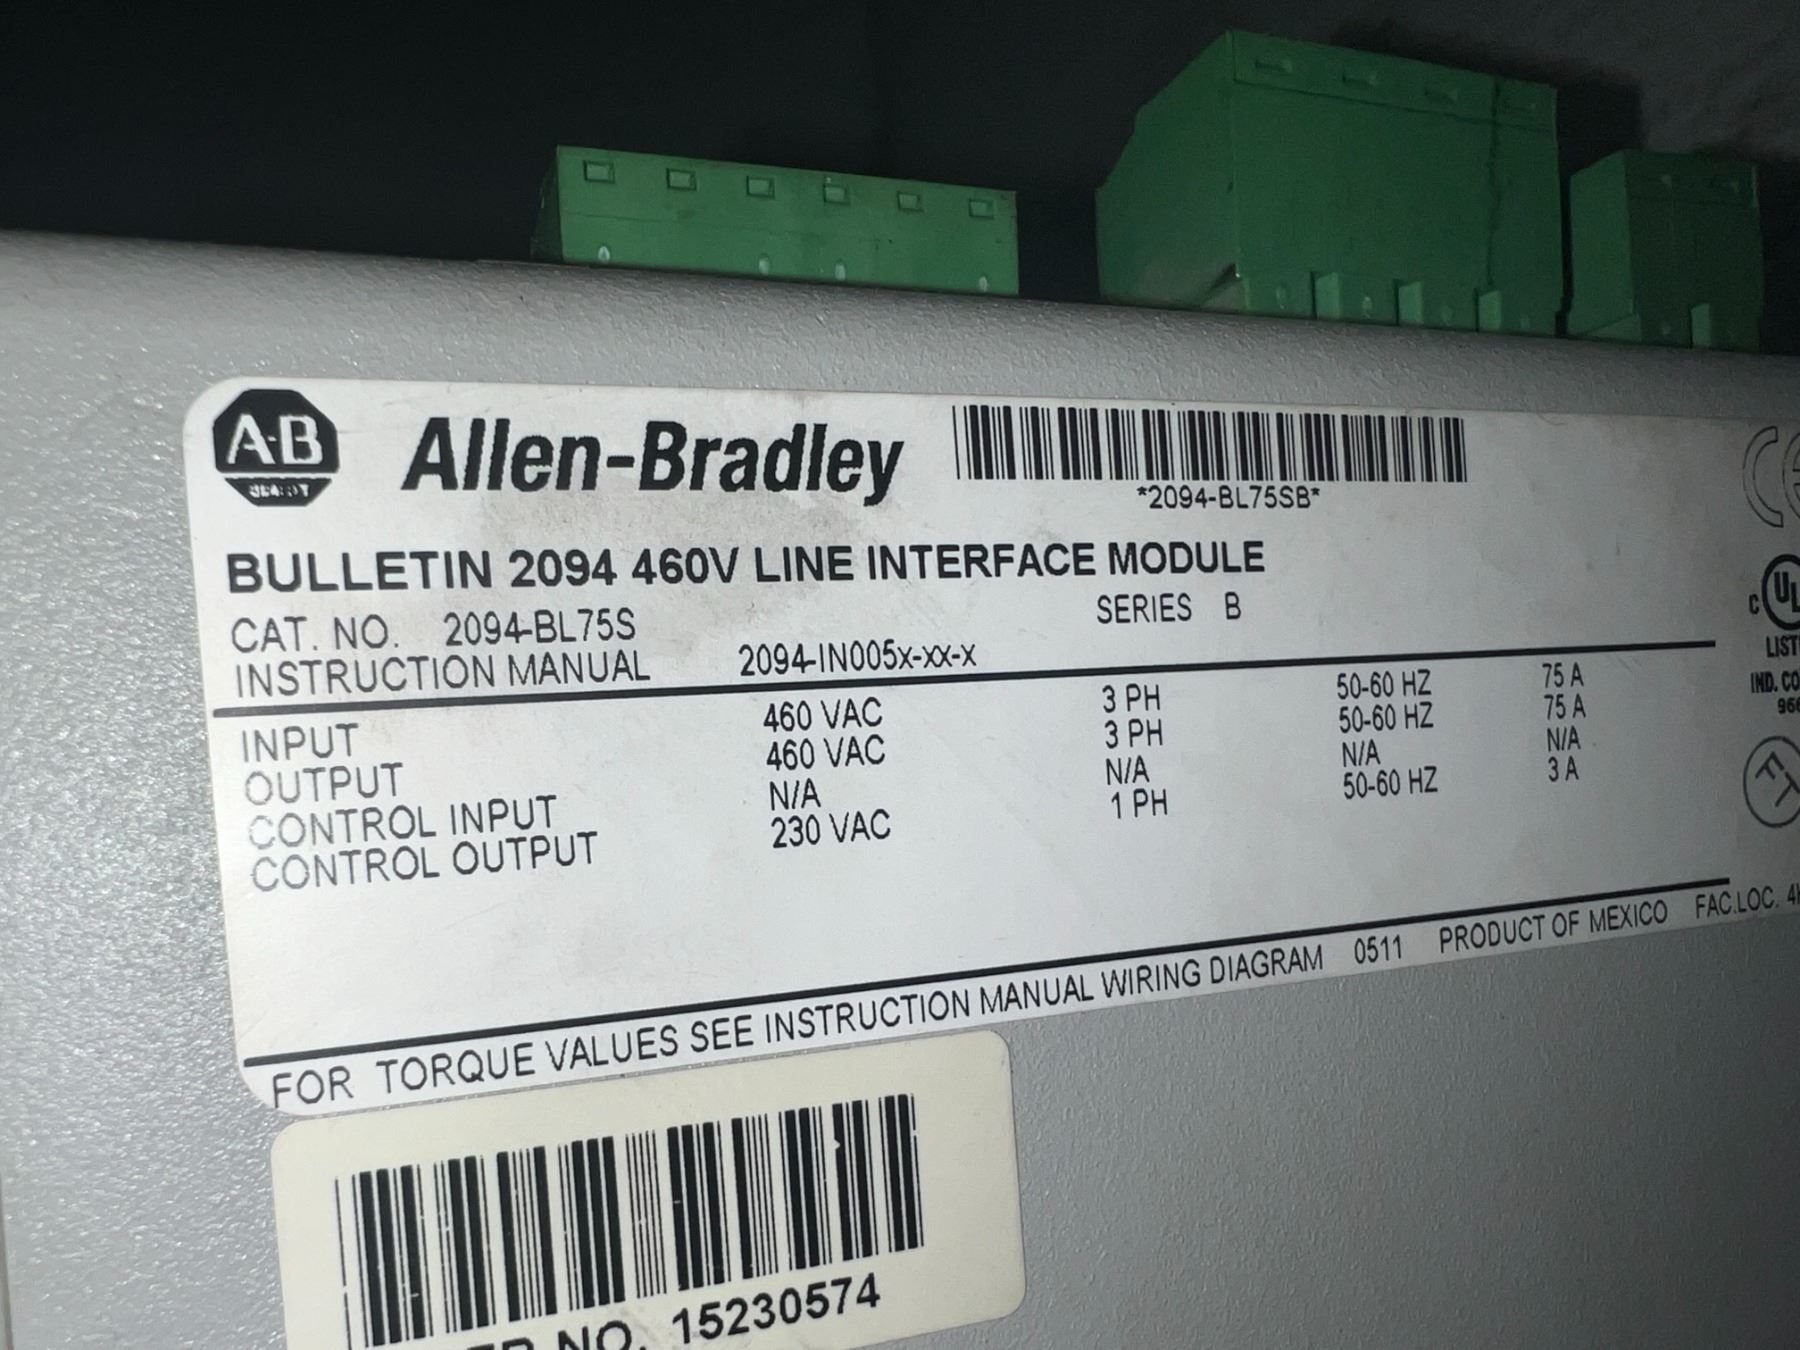 A-B
Allen-Bradley
*2094-BL75SB*
BULLETIN 2094 460V LINE INTERFACE MODULE
CAT. NO. 2094-BL75S SERIES B
INSTRUCTION MANUAL 2094-IN005x-xx-x
INPUT 460 VAC 3 PH 50-60 HZ 75 A
OUTPUT 460 VAC 3 PH 50-60 HZ 75 A
CONTROL INPUT N/A N/A N/A N/A
CONTROL OUTPUT 230 VAC 1 PH 50-60 HZ 3 A
CE
C UL
IND.
FOR TORQUE VALUES SEE INSTRUCTION MANUAL WIRING DIAGRAM 0511 PRODUCT OF MEXICO FAC.LOC.
NO. 15230574